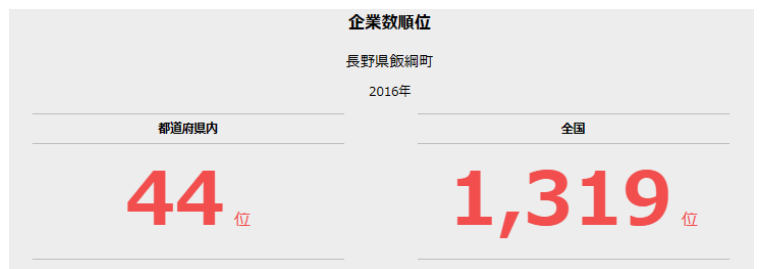 企業数順位
長野県飯綱町
2016年
都道府県内
全国
44 位
1,319 位